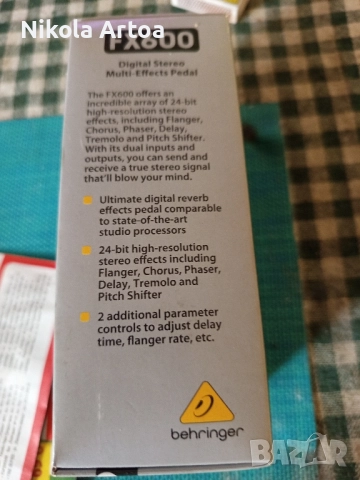 Nikola Artoa
FX600
Digital Stereo
Multi-Effects Pedal
The FX600 offers an
incredible array of 24-bit
high-resolution stereo
effects, including Flanger,
Chorus, Phaser, Delay,
Tremolo and Pitch Shifter.
With its dual inputs and
outputs, you can send and
receive a true stereo signal
that'll blow your mind.
Ultimate digital reverb
effects pedal comparable
to state-of-the-art
studio processors
24-bit high-resolution
stereo effects including
Flanger, Chorus, Phaser,
Delay, Tremolo and
Pitch Shifter
2 additional parameter
controls to adjust delay
time, flanger rate, etc.
behringer
BAZAR
bg